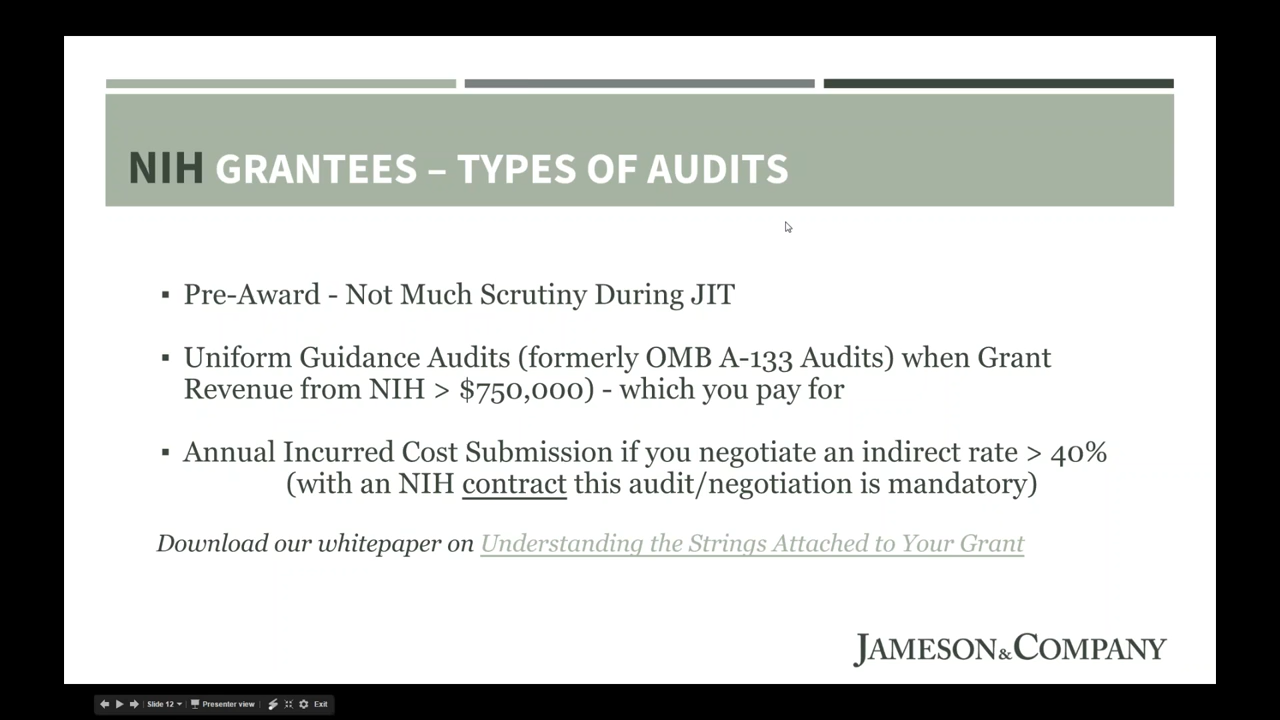 NIH GRANTEES – TYPES OF AUDITS
▪ Pre-Award - Not Much Scrutiny During JIT
▪ Uniform Guidance Audits (formerly OMB A-133 Audits) when Grant
Revenue from NIH > $750,000) - which you pay for
▪ Annual Incurred Cost Submission if you negotiate an indirect rate > 40%
(with an NIH contract this audit/negotiation is mandatory)
Download our whitepaper on Understanding the Strings Attached to Your Grant
JAMESON&COMPANY
Slide 12 Presenter view Exit